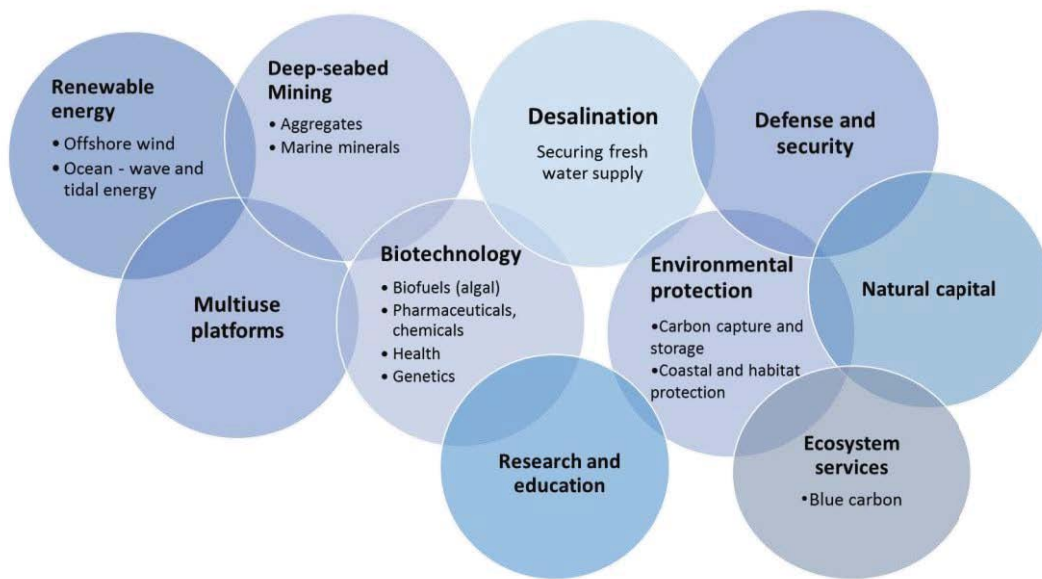 Renewable
energy
• Offshore wind
• Ocean - wave and
tidal energy
Deep-seabed
Mining
• Aggregates
• Marine minerals
Desalination
Securing fresh
water supply
Defense and
security
Multiuse
platforms
Biotechnology
• Biofuels (algal)
• Pharmaceuticals,
chemicals
• Health
• Genetics
Environmental
protection
•Carbon capture and
storage
•Coastal and habitat
protection
Natural capital
Research and
education
Ecosystem
services
•Blue carbon